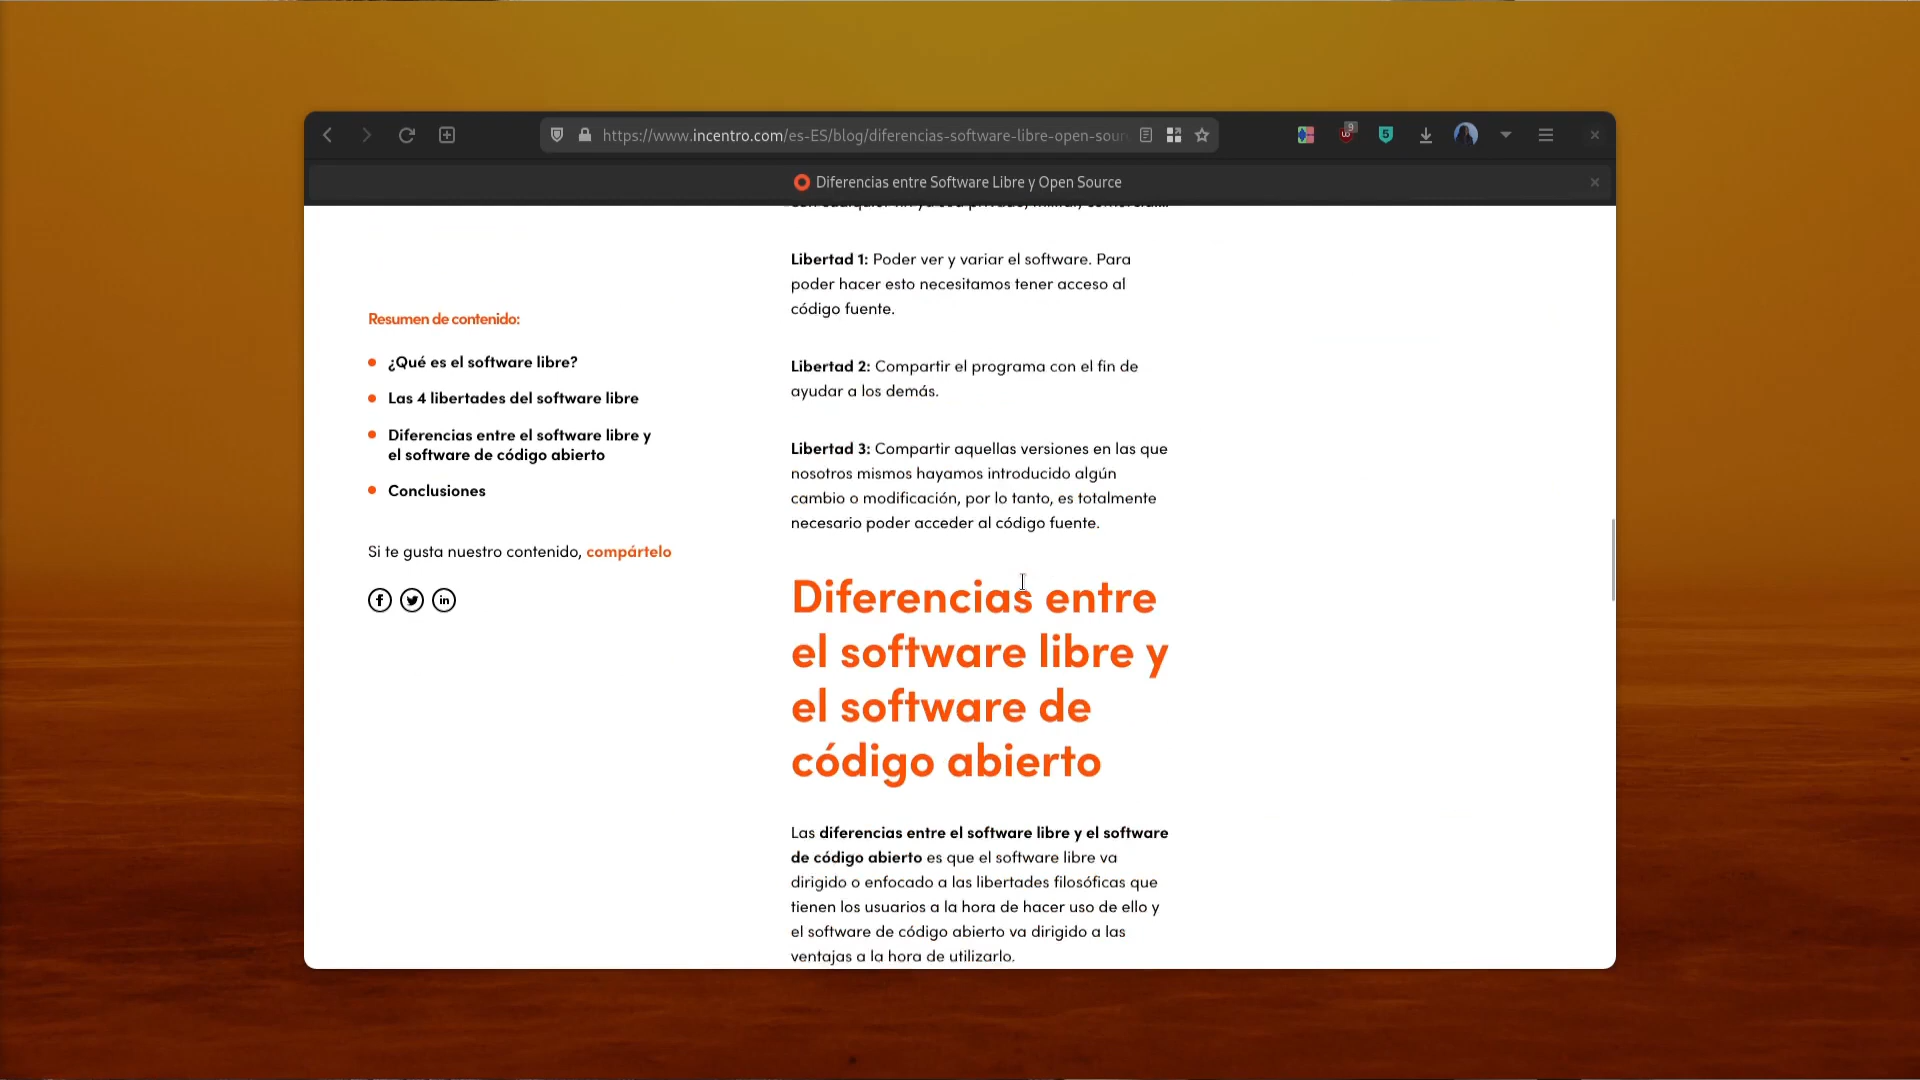 https://www.incentro.com/es-ES/blog/diferencias-software-libre-open-sour
9
5
Diferencias entre Software Libre y Open Source
Resumen de contenido:
¿Qué es el software libre?
Las 4 libertades del software libre
Diferencias entre el software libre y
el software de código abierto
Conclusiones
Si te gusta nuestro contenido, compártelo
Libertad 1: Poder ver y variar el software. Para
poder hacer esto necesitamos tener acceso al
código fuente.
Libertad 2: Compartir el programa con el fin de
ayudar a los demás.
Libertad 3: Compartir aquellas versiones en las que
nosotros mismos hayamos introducido algún
cambio o modificación, por lo tanto, es totalmente
necesario poder acceder al código fuente.
Diferencias entre
el software libre y
el software de
código abierto
Las diferencias entre el software libre y el software
de código abierto es que el software libre va
dirigido o enfocado a las libertades filosóficas que
tienen los usuarios a la hora de hacer uso de ello y
el software de código abierto va dirigido a las
ventajas a la hora de utilizarlo.